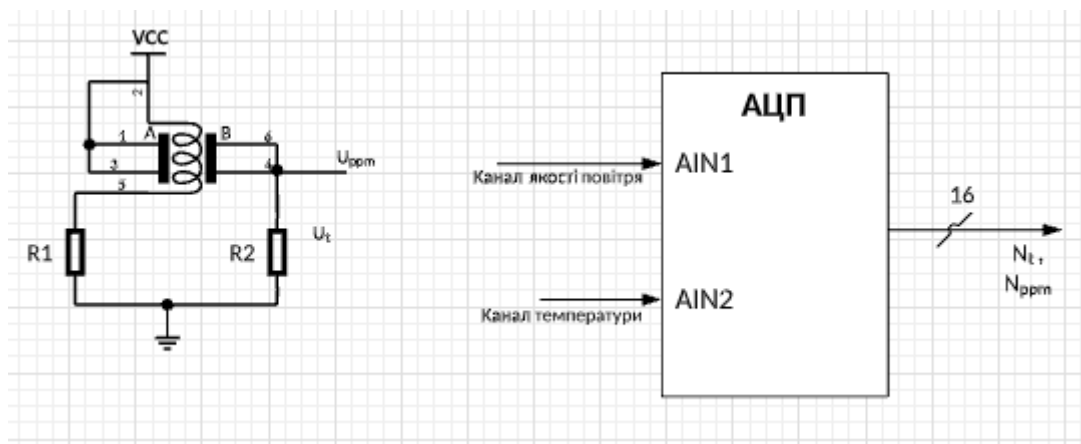 VCC
2
1
A
B
6
3
4
5
Uppm
R1
R2
Ut
АЦП
AIN1
Канал якості повітря
AIN2
Канал температури
16
Nt ,
Nppm